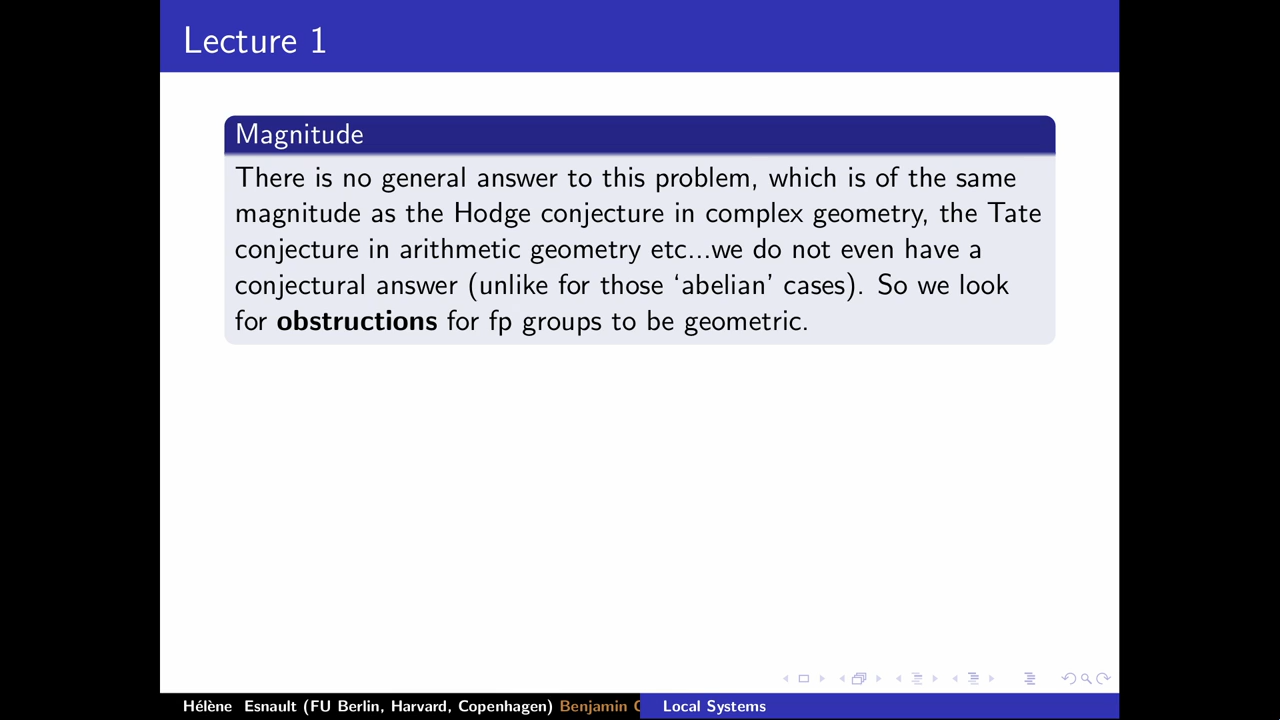 Lecture 1
Magnitude
There is no general answer to this problem, which is of the same
magnitude as the Hodge conjecture in complex geometry, the Tate
conjecture in arithmetic geometry etc...we do not even have a
conjectural answer (unlike for those ‘abelian’ cases). So we look
for obstructions for fp groups to be geometric.
Hélène Esnault (FU Berlin, Harvard, Copenhagen) Benjamin Local Systems